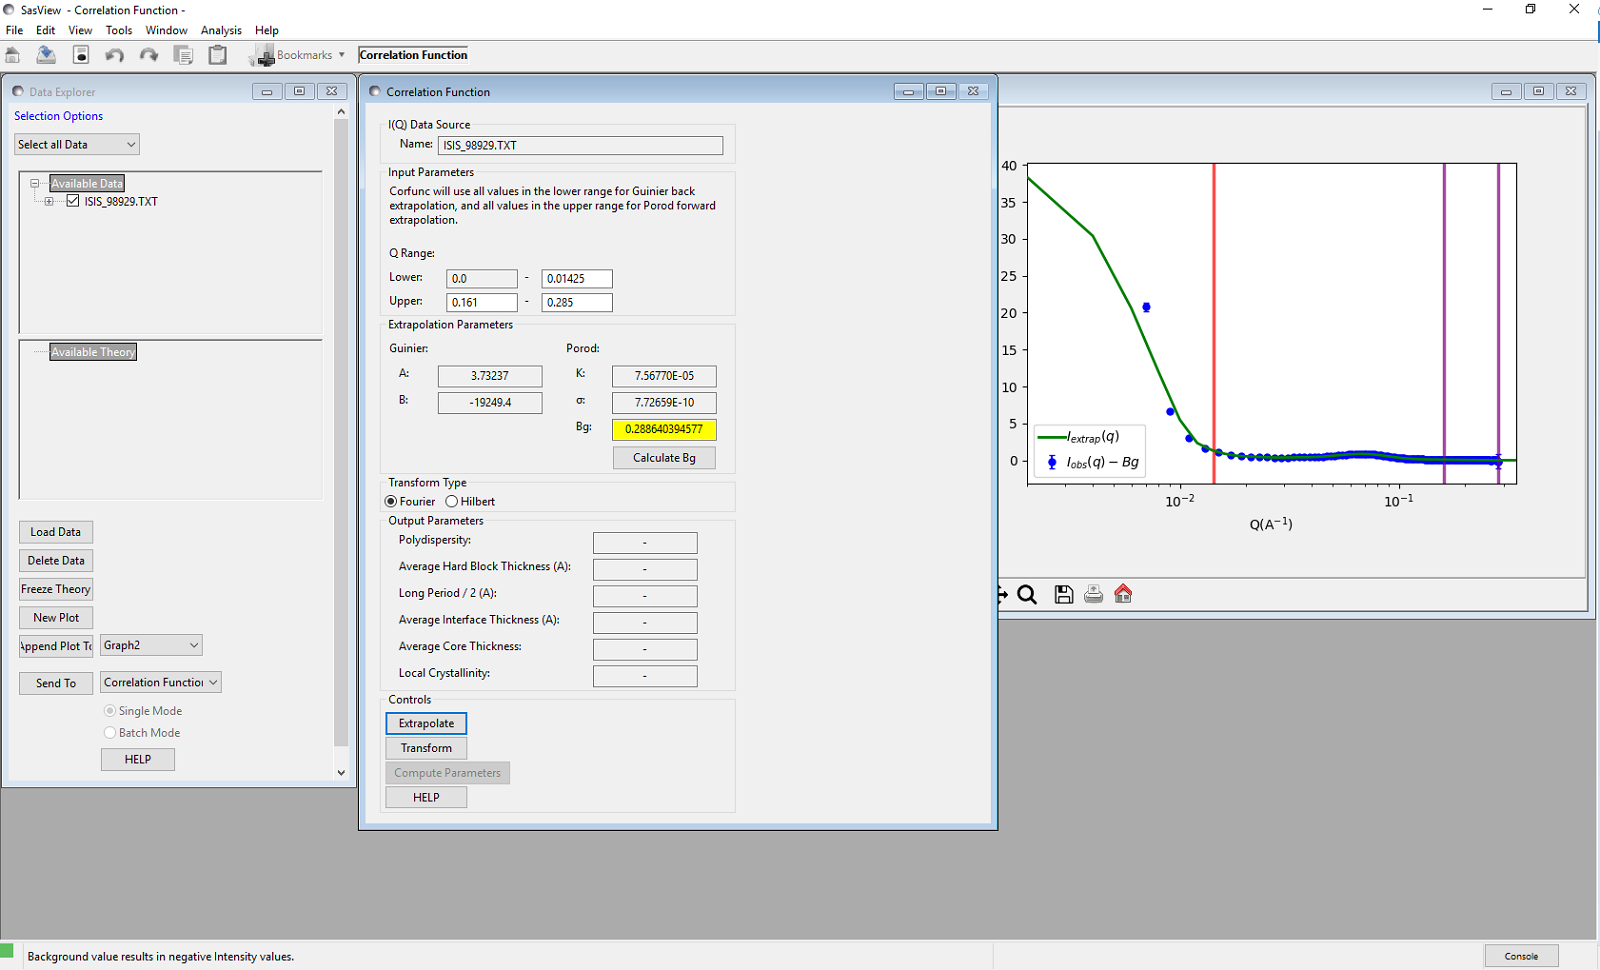 SasView - Correlation Function -
File Edit View Tools Window Analysis Help
Bookmarks Correlation Function
Data Explorer
Selection Options
Select all Data
Available Data
ISIS_98929.TXT
Available Theory
Load Data
Delete Data
Freeze Theory
New Plot
Append Plot To Graph2
Send To Correlation Function
Single Mode
Batch Mode
HELP
Correlation Function
I(Q) Data Source
Name: ISIS_98929.TXT
Input Parameters
Corfunc will use all values in the lower range for Guinier back
extrapolation, and all values in the upper range for Porod forward
extrapolation.
Q Range:
Lower: 0.0 - 0.01425
Upper: 0.161 - 0.285
Extrapolation Parameters
Guinier: Porod:
A: 3.73237 K: 7.56770E-05
B: -19249.4 σ: 7.72659E-10
Bg: 0.288640394577
Calculate Bg
Transform Type
Fourier Hilbert
Output Parameters
Polydispersity: -
Average Hard Block Thickness (A): -
Long Period / 2 (A): -
Average Interface Thickness (A): -
Average Core Thickness: -
Local Crystallinity: -
Controls
Extrapolate
Transform
Compute Parameters
HELP
40
35
30
25
20
15
10
5
0
I_extrap(q)
I_obs(q) − Bg
10⁻² 10⁻¹
Q(A⁻¹)
Background value results in negative Intensity values.
Console